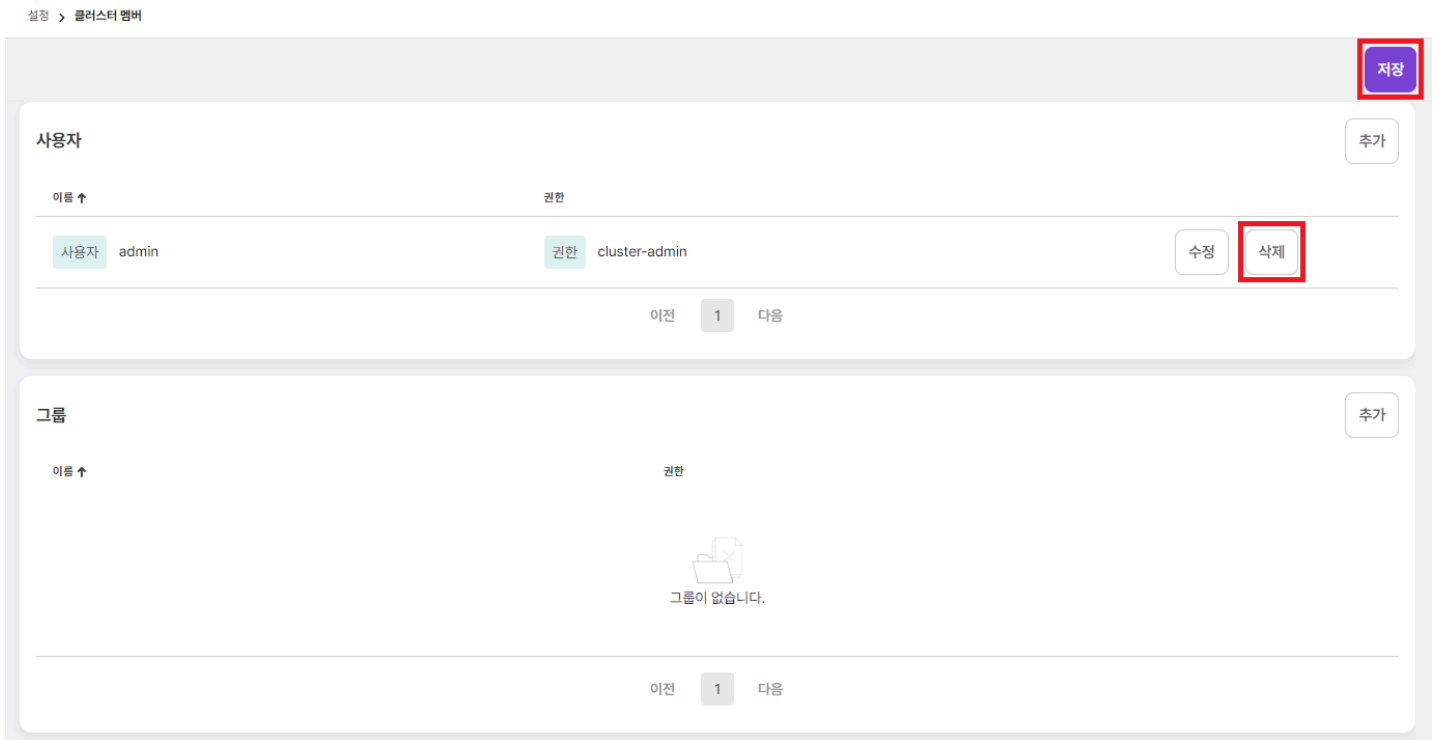 설정 > 클러스터 멤버
저장
사용자 추가
이름 ↑ 권한
사용자 admin 권한 cluster-admin 수정 삭제
이전 1 다음
그룹 추가
이름 ↑ 권한
그룹이 없습니다.
이전 1 다음